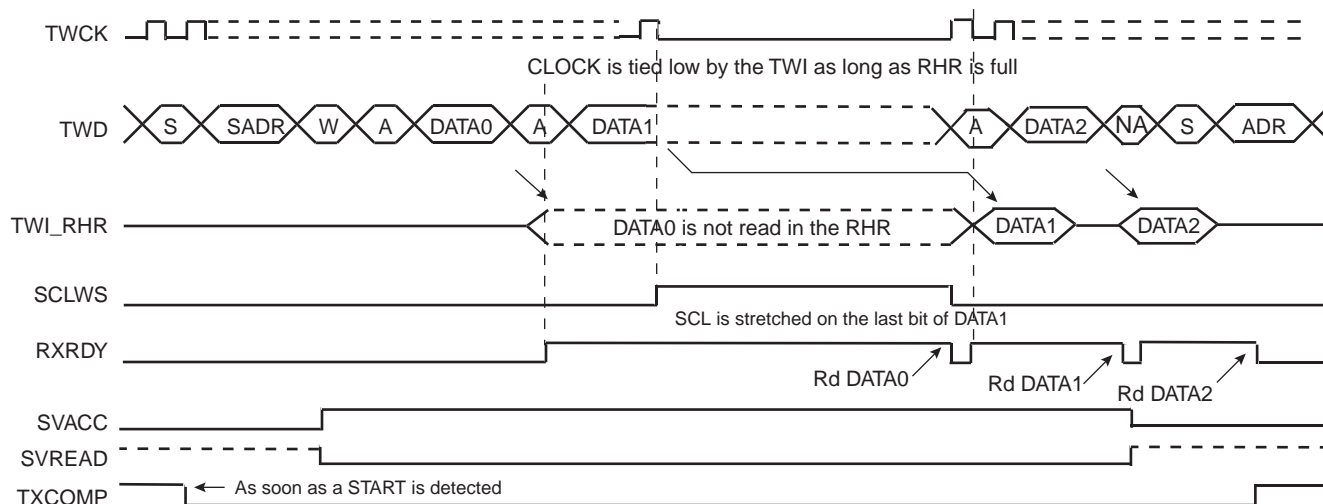 TWCK
CLOCK is tied low by the TWI as long as RHR is full
TWD S SADR W A DATA0 A DATA1 A DATA2 NA S ADR
TWI_RHR DATA0 is not read in the RHR DATA1 DATA2
SCLWS
SCL is stretched on the last bit of DATA1
RXRDY
Rd DATA0 Rd DATA1 Rd DATA2
SVACC
SVREAD
TXCOMP As soon as a START is detected